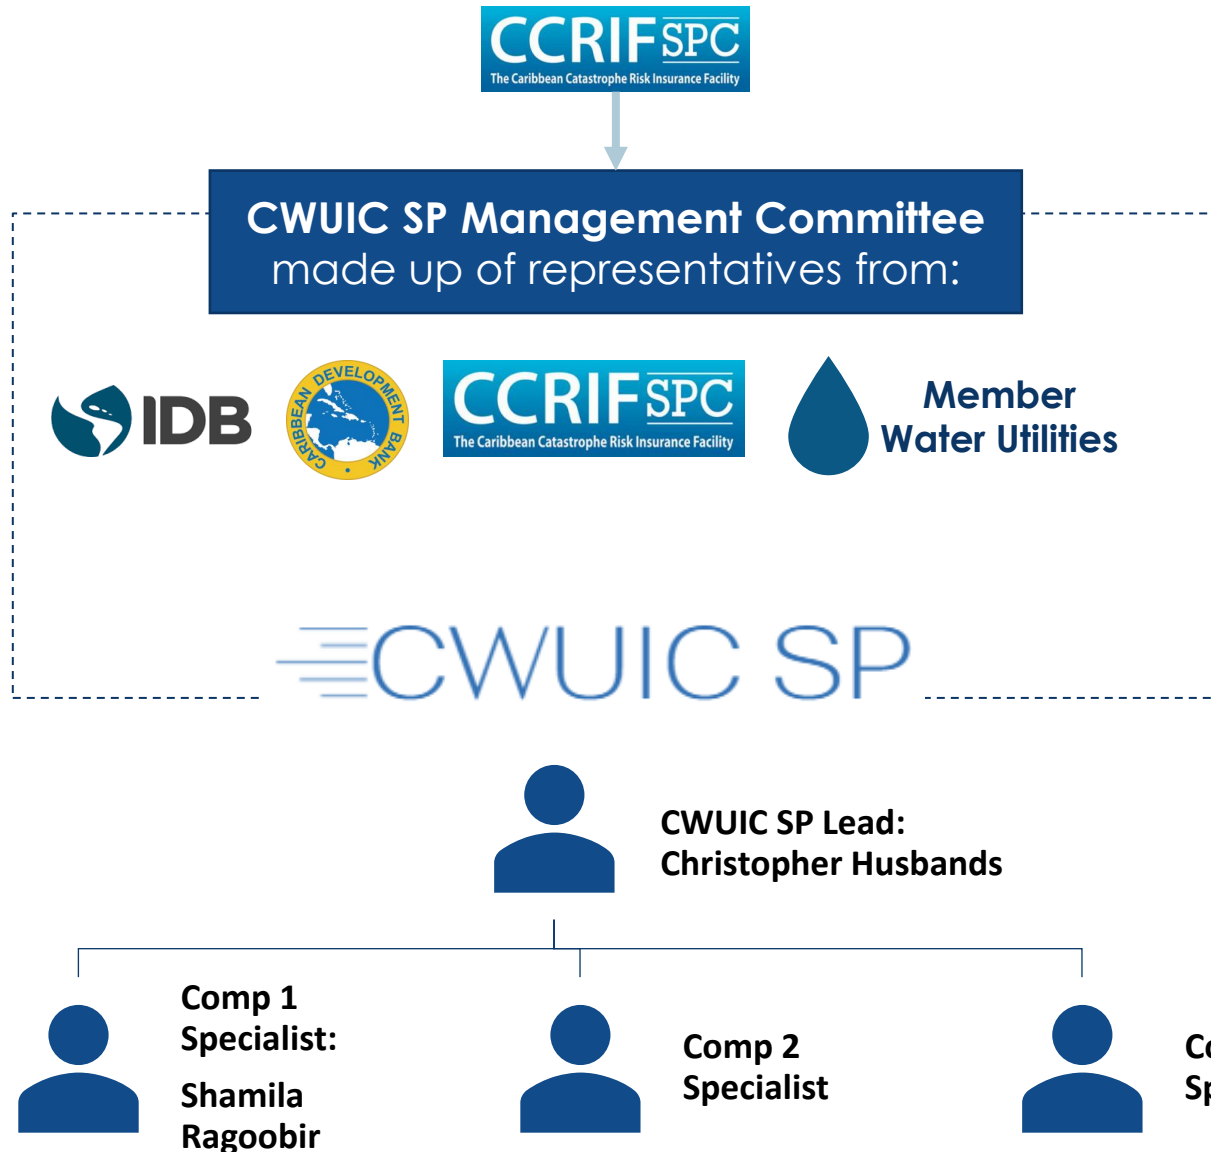 CCRIF SPC
The Caribbean Catastrophe Risk Insurance Facility
CWUIC SP Management Committee
made up of representatives from:
IDB
CARIBBEAN DEVELOPMENT BANK
CCRIF SPC
The Caribbean Catastrophe Risk Insurance Facility
Member
Water Utilities
CWUIC SP
CWUIC SP Lead:
Christopher Husbands
Comp 1
Specialist:
Shamila
Ragoobir
Comp 2
Specialist